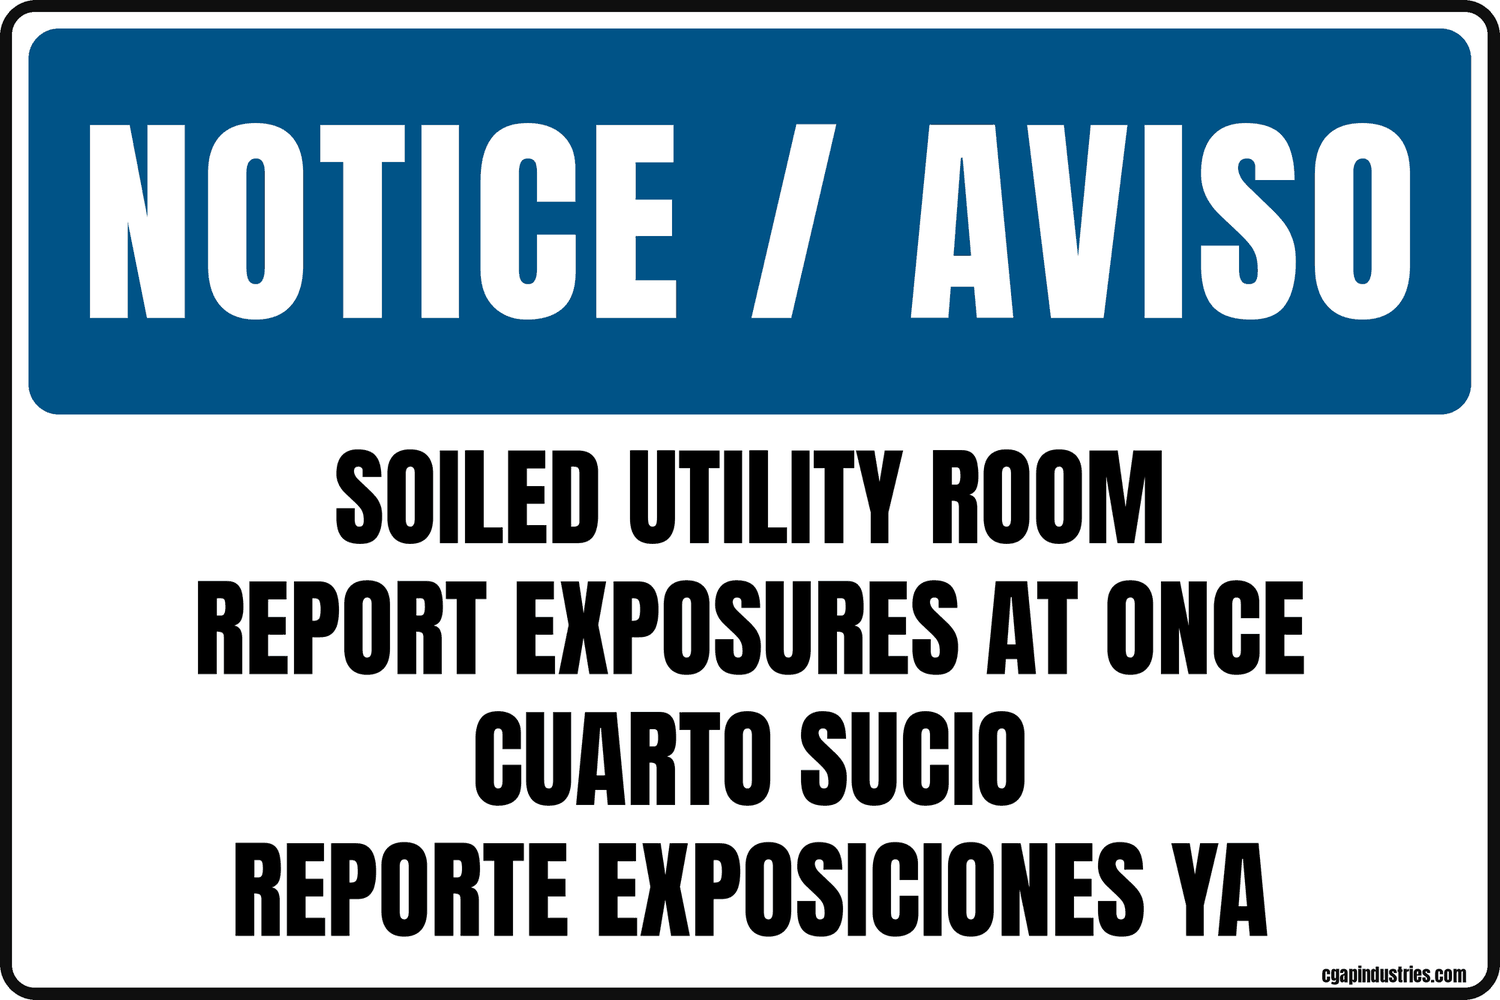 NOTICE / AVISO
SOILED UTILITY ROOM
REPORT EXPOSURES AT ONCE
CUARTO SUCIO
REPORTE EXPOSICIONES YA
cgapindustries.com